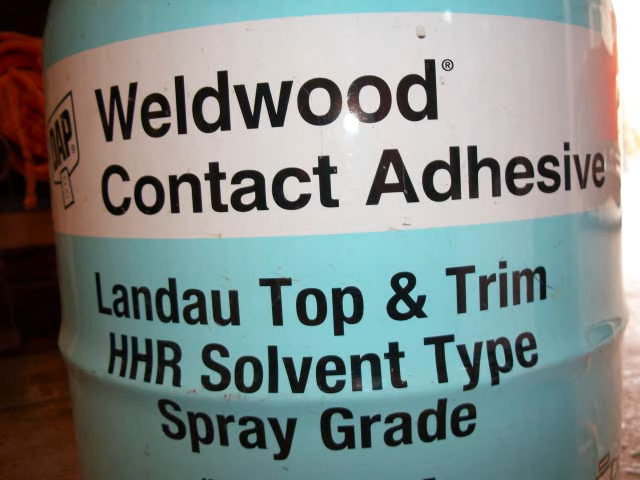 DAP®
Weldwood®
Contact Adhesive
Landau Top & Trim
HHR Solvent Type
Spray Grade